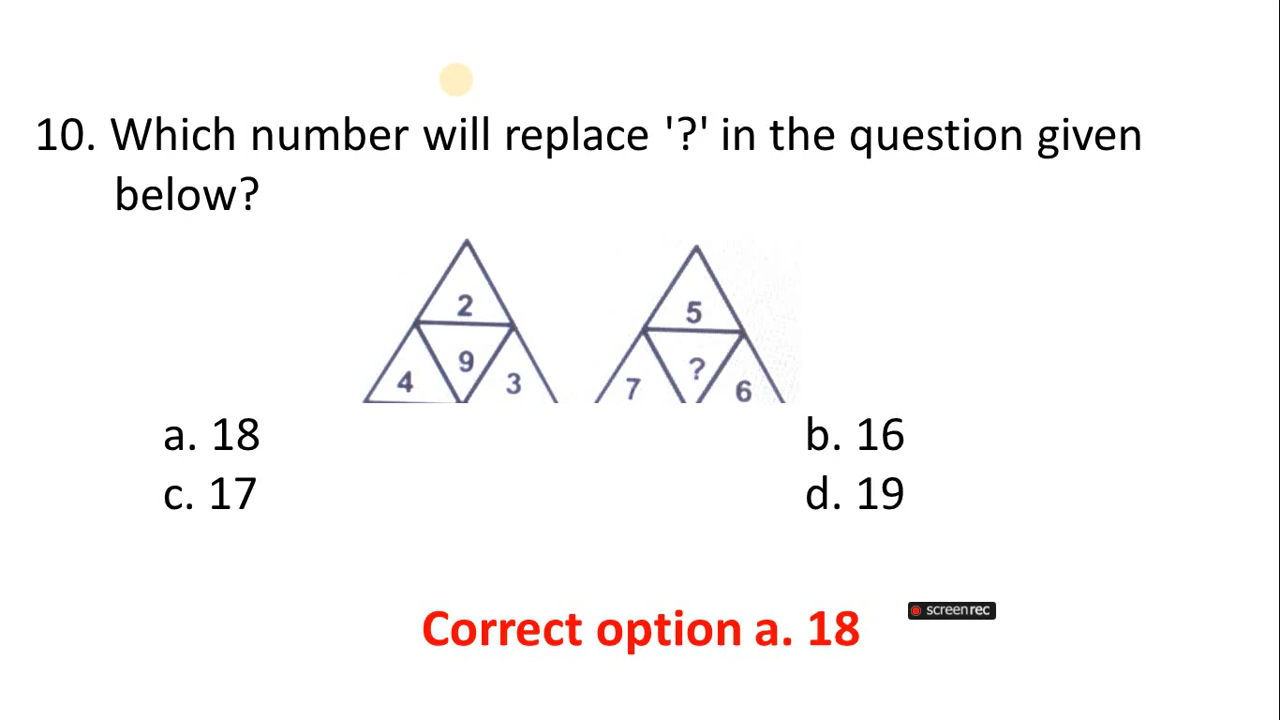 10. Which number will replace '?' in the question given
below?
2
9
4
3
5
?
7
6
a. 18
b. 16
c. 17
d. 19
Correct option a. 18
screenrec